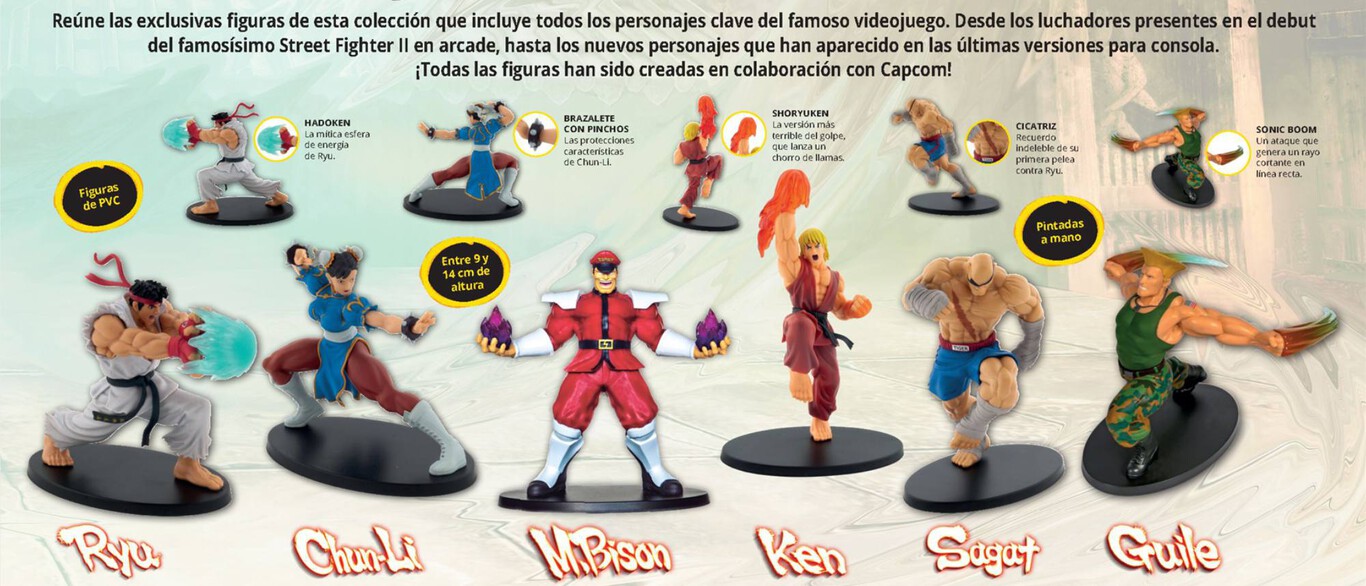 Reúne las exclusivas figuras de esta colección que incluye todos los personajes clave del famoso videojuego. Desde los luchadores presentes en el debut
del famosísimo Street Fighter II en arcade, hasta los nuevos personajes que han aparecido en las últimas versiones para consola.
¡Todas las figuras han sido creadas en colaboración con Capcom!
HADOKEN
La mítica esfera
de energía
de Ryu.
BRAZALETE
CON PINCHOS
Las protecciones
características
de Chun-Li.
SHORYUKEN
La versión más
terrible del golpe,
que lanza un
chorro de llamas.
CICATRIZ
Recuerdo
indeleble de su
primera pelea
contra Ryu.
SONIC BOOM
Un ataque que
genera un rayo
cortante en
línea recta.
Figuras
de PVC
Entre 9 y
14 cm de
altura
Pintadas
a mano
TIGER
Ryu
Chun-Li
M.Bison
Ken
Sagat
Guile